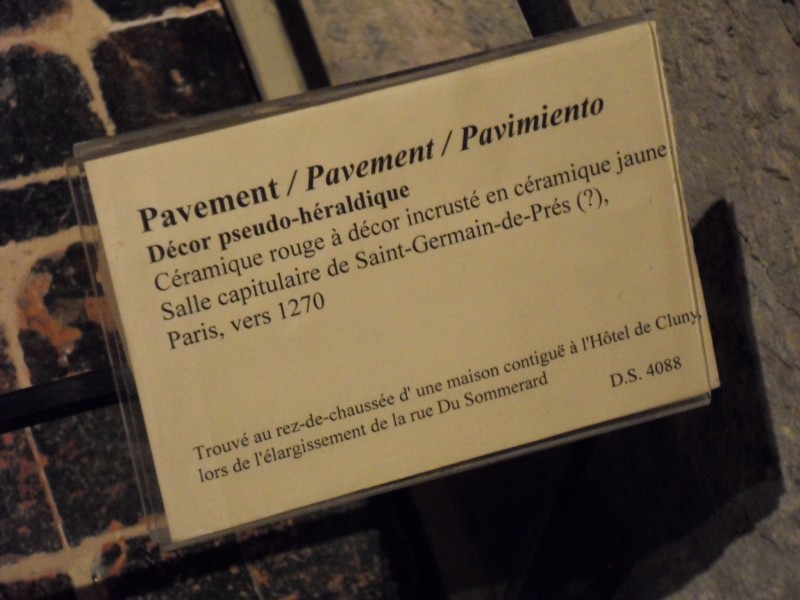 Pavement / Pavement / Pavimiento
Décor pseudo-héraldique
Céramique rouge à décor incrusté en céramique jaune
Salle capitulaire de Saint-Germain-de-Prés (?),
Paris, vers 1270
Trouvé au rez-de-chaussée d' une maison contiguë à l'Hôtel de Cluny,
lors de l'élargissement de la rue Du Sommerard
D.S. 4088